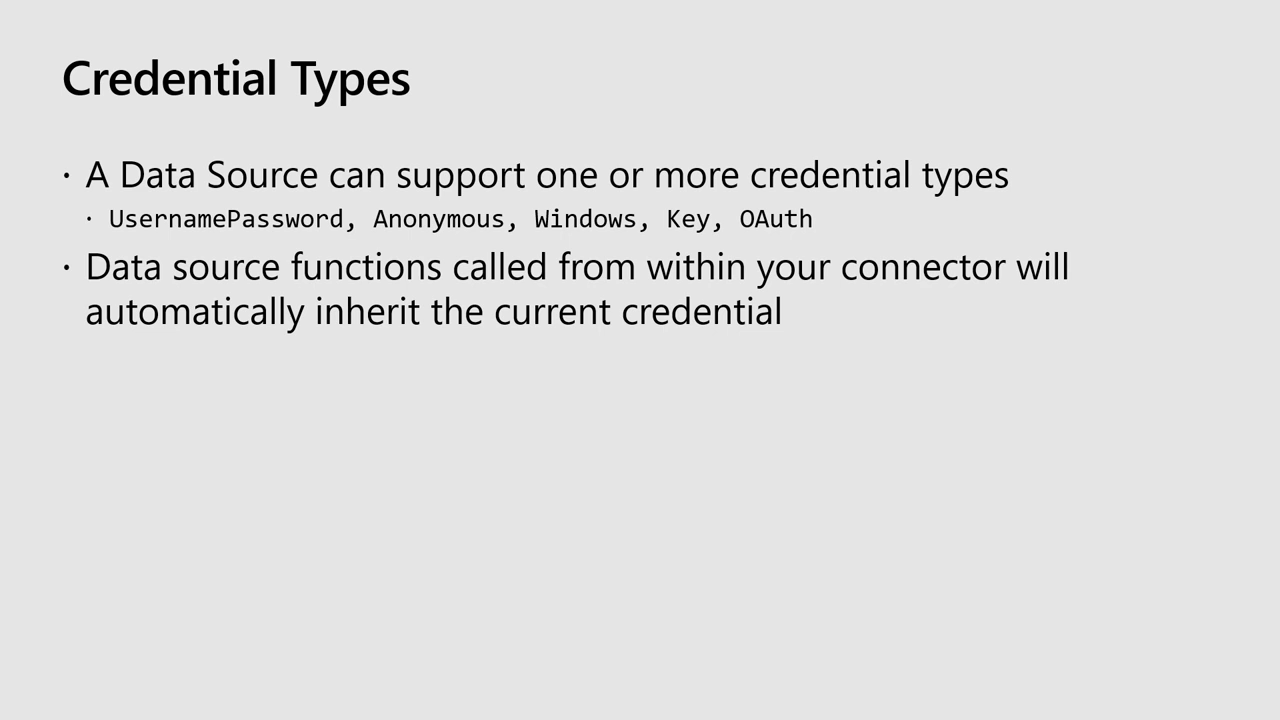 Credential Types
· A Data Source can support one or more credential types
· UsernamePassword, Anonymous, Windows, Key, OAuth
· Data source functions called from within your connector will
automatically inherit the current credential